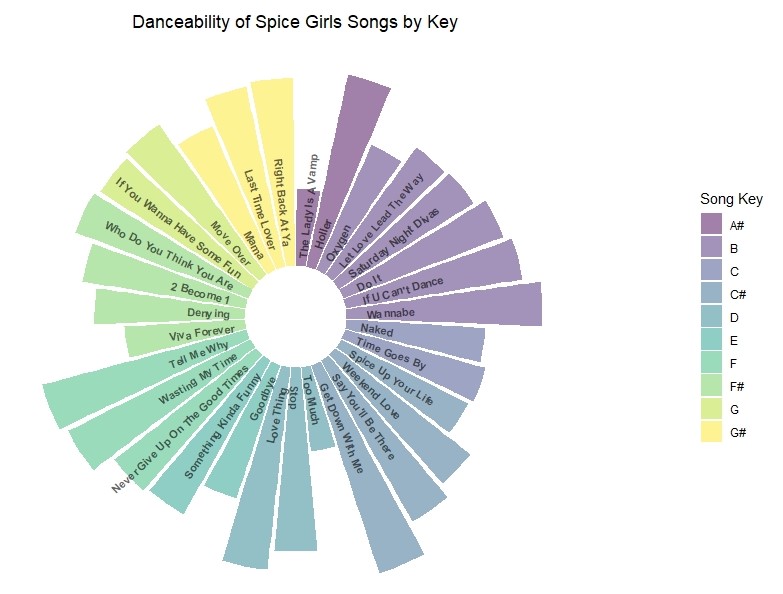 Danceability of Spice Girls Songs by Key
The Lady Is A Vamp
Holler
Oxygen
Let Love Lead The Way
Saturday Night Divas
Do It
If U Can't Dance
Wannabe
Naked
Time Goes By
Spice Up Your Life
Weekend Love
Say You'll Be There
Get Down With Me
Too Much
Stop
Love Thing
Goodbye
Something Kinda Funny
Never Give Up On The Good Times
Wasting My Time
Tell Me Why
Viva Forever
Denying
2 Become 1
Who Do You Think You Are
If You Wanna Have Some Fun
Move Over
Mama
Last Time Lover
Right Back At Ya
Song Key
A#
B
C
C#
D
E
F
F#
G
G#